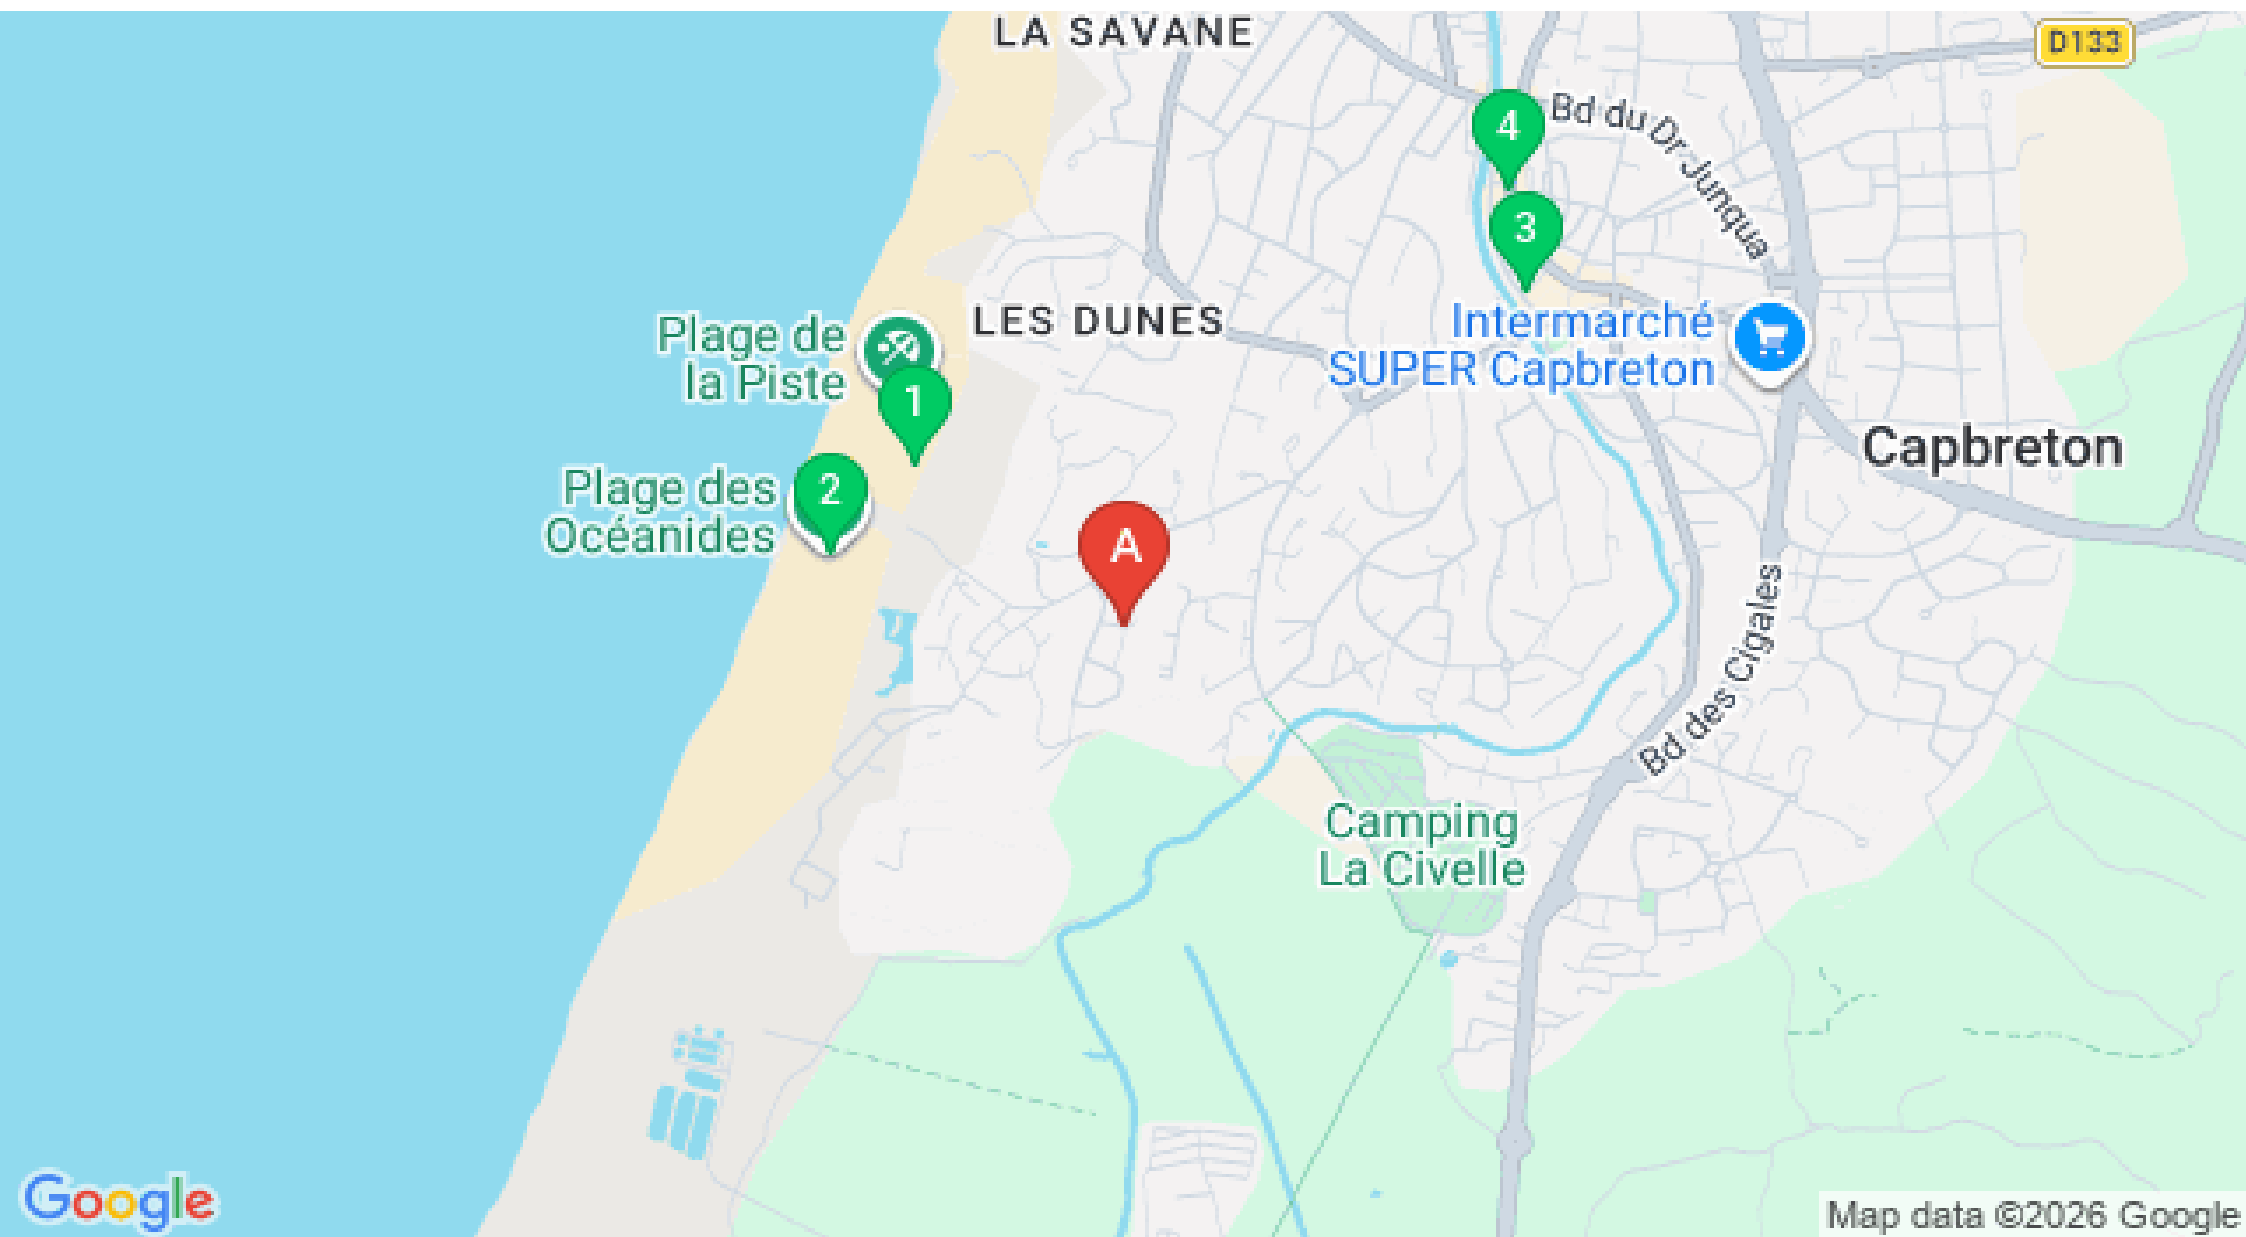 LA SAVANE
D133
Bd du Dr Junqua
4
3
LES DUNES
Plage de
la Piste
1
Intermarché
SUPER Capbreton
Capbreton
Plage des
Océanides
2
A
Bd des Cigales
Camping
La Civelle
Google
Map data ©2026 Google